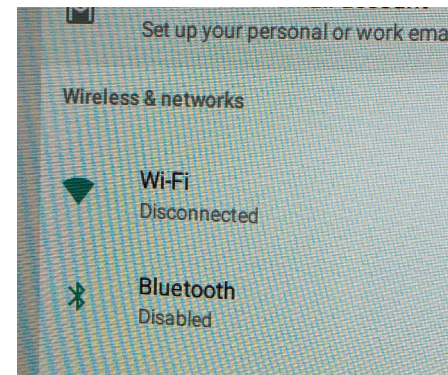 Set up your personal or work ema
Wireless & networks
Wi-Fi
Disconnected
Bluetooth
Disabled